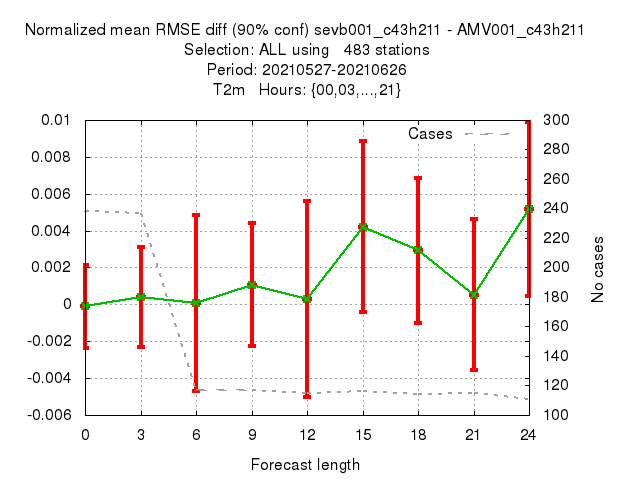 Normalized mean RMSE diff (90% conf) sevb001_c43h211 - AMV001_c43h211
Selection: ALL using   483 stations
Period: 20210527-20210626
T2m   Hours: {00,03,...,21}
Cases
0.01
0.008
0.006
0.004
0.002
0
-0.002
-0.004
-0.006
300
280
260
240
220
200
180
160
140
120
100
No cases
0 3 6 9 12 15 18 21 24
Forecast length